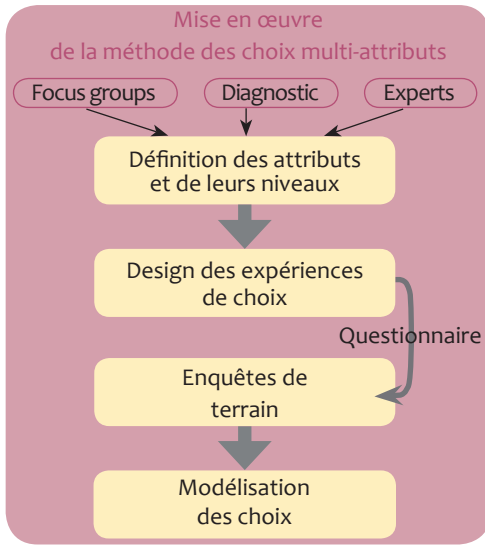 Mise en œuvre
de la méthode des choix multi-attributs
Focus groups
Diagnostic
Experts
Définition des attributs
et de leurs niveaux
Design des expériences
de choix
Questionnaire
Enquêtes de
terrain
Modélisation
des choix